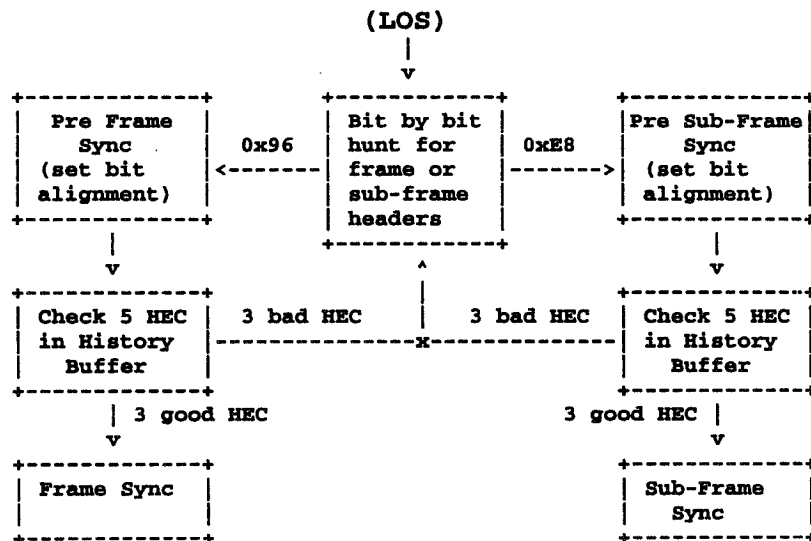 (LOS)
|
v
+--------------+ +-------------+ +--------------+
| Pre Frame | | Bit by bit | |Pre Sub-Frame |
| Sync | 0x96 | hunt for | 0xE8 | Sync |
| (set bit |<-------| frame or |------->| (set bit |
| alignment) | | sub-frame | | alignment) |
+--------------+ | headers | +--------------+
| +-------------+ |
v ^ v
+--------------+ | +--------------+
| Check 5 HEC | 3 bad HEC | 3 bad HEC | Check 5 HEC |
| in History |---------------x---------------| in History |
| Buffer | | Buffer |
+--------------+ +--------------+
| 3 good HEC 3 good HEC |
v v
+--------------+ +--------------+
| Frame Sync | | Sub-Frame |
| | | Sync |
+--------------+ +--------------+